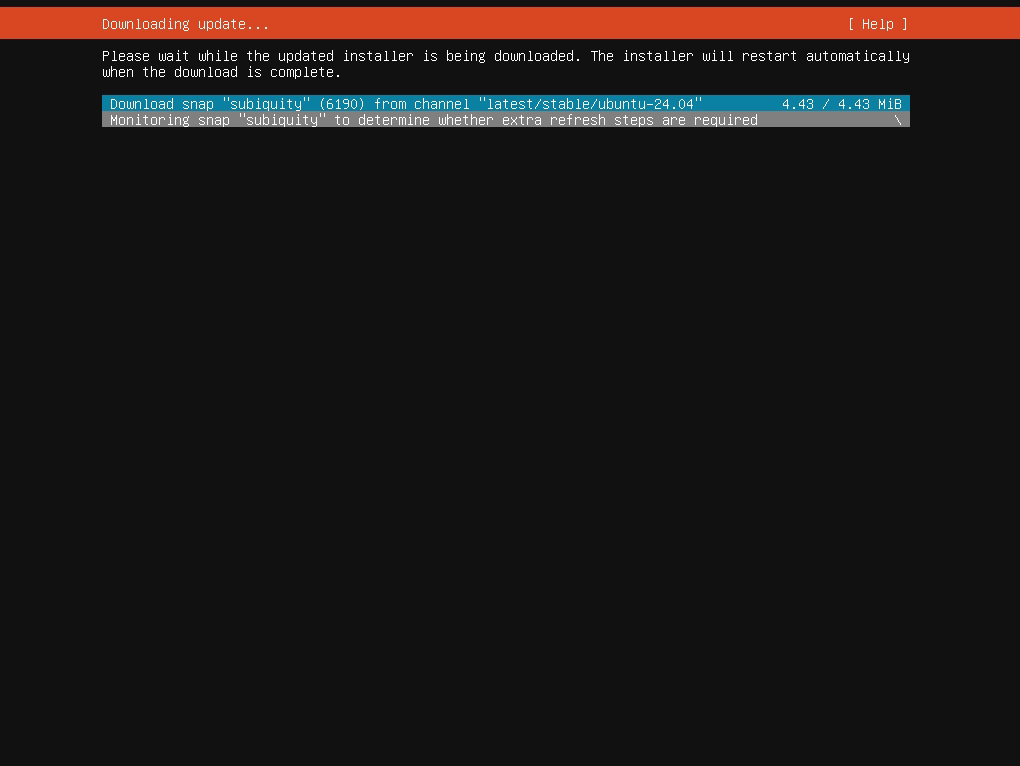 Downloading update... [ Help ]
Please wait while the updated installer is being downloaded. The installer will restart automatically
when the download is complete.
Download snap "subiquity" (6190) from channel "latest/stable/ubuntu-24.04" 4.43 / 4.43 MiB
Monitoring snap "subiquity" to determine whether extra refresh steps are required \